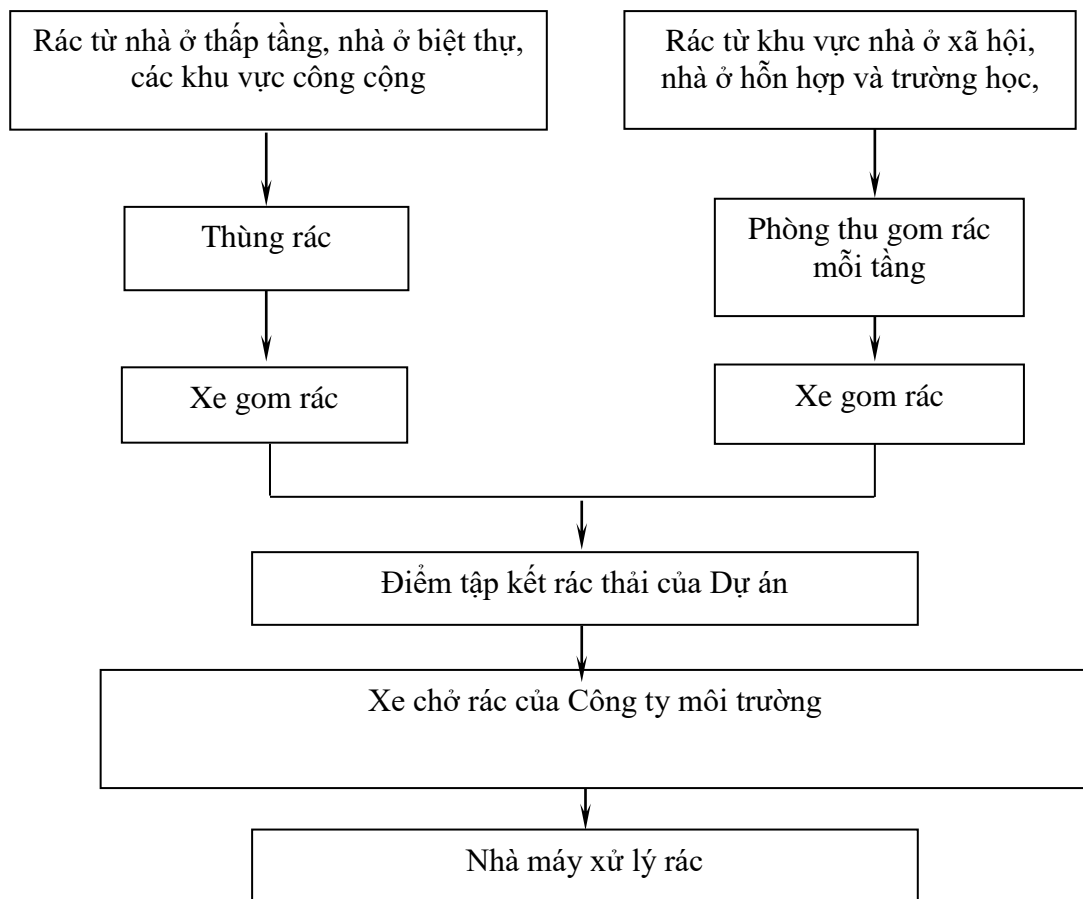 Rác từ nhà ở thấp tầng, nhà ở biệt thự,
các khu vực công cộng
Rác từ khu vực nhà ở xã hội,
nhà ở hỗn hợp và trường học,
Thùng rác
Phòng thu gom rác
mỗi tầng
Xe gom rác
Xe gom rác
Điểm tập kết rác thải của Dự án
Xe chở rác của Công ty môi trường
Nhà máy xử lý rác